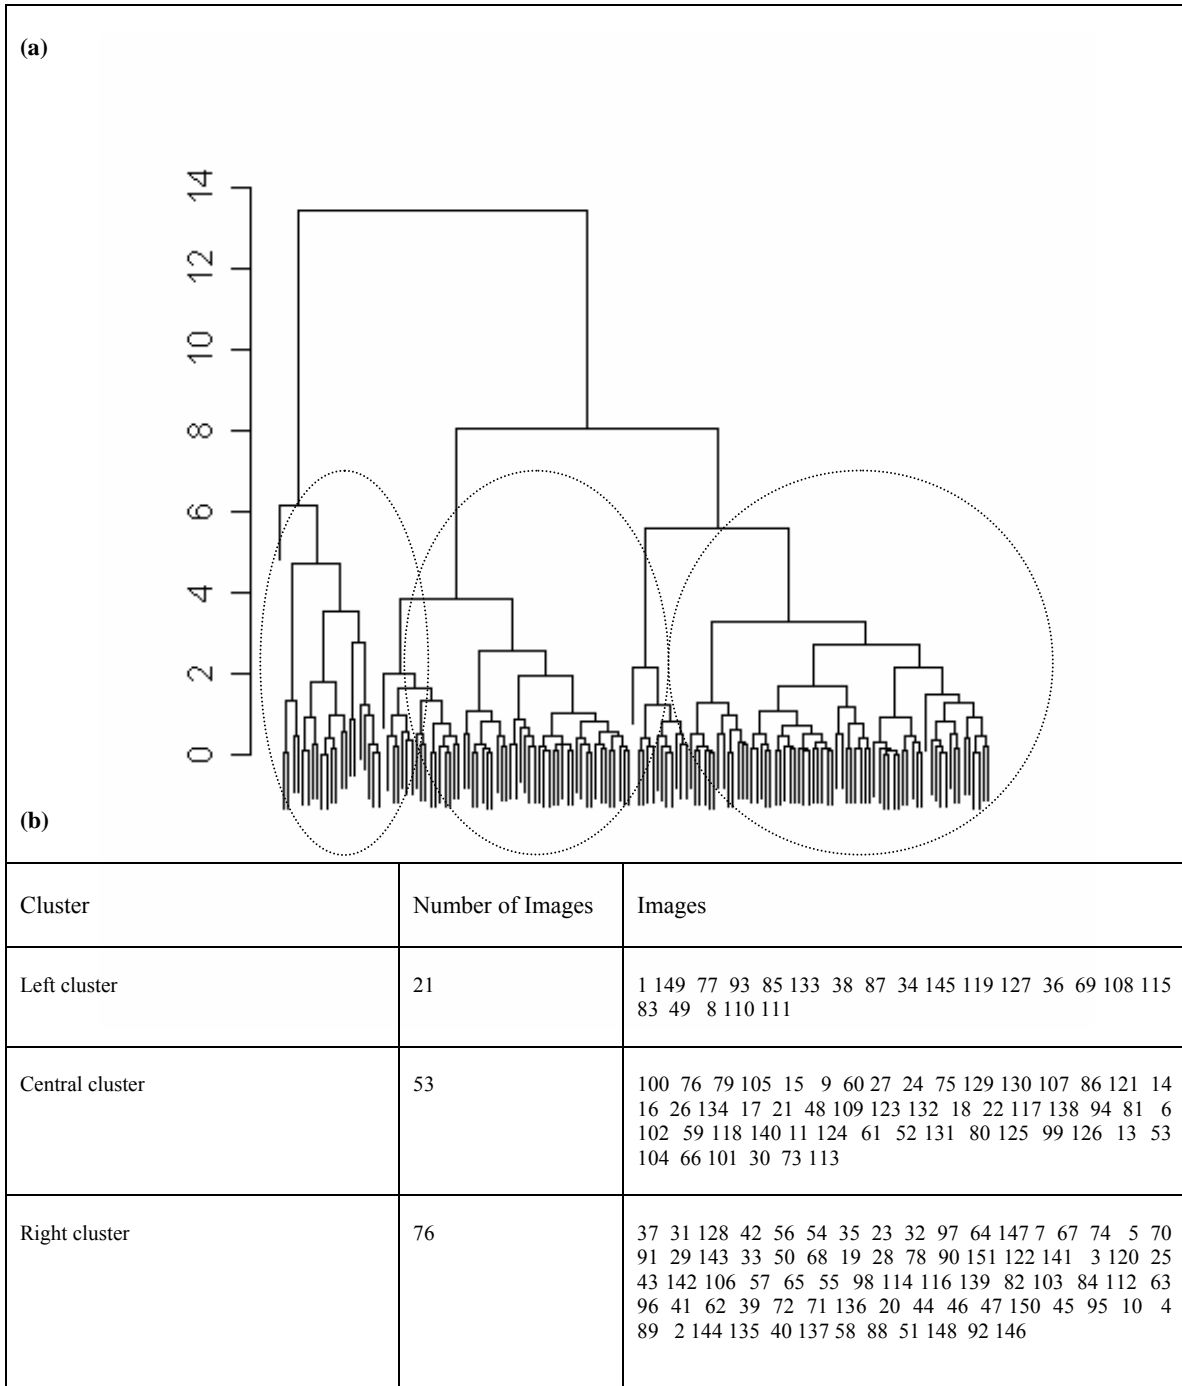 (a)
14
12
10
8
6
4
2
0
(b)
Cluster Number of Images Images
Left cluster 21 1 149 77 93 85 133 38 87 34 145 119 127 36 69 108 115
83 49 8 110 111
Central cluster 53 100 76 79 105 15 9 60 27 24 75 129 130 107 86 121 14
16 26 134 17 21 48 109 123 132 18 22 117 138 94 81 6
102 59 118 140 11 124 61 52 131 80 125 99 126 13 53
104 66 101 30 73 113
Right cluster 76 37 31 128 42 56 54 35 23 32 97 64 147 7 67 74 5 70
91 29 143 33 50 68 19 28 78 90 151 122 141 3 120 25
43 142 106 57 65 55 98 114 116 139 82 103 84 112 63
96 41 62 39 72 71 136 20 44 46 47 150 45 95 10 4
89 2 144 135 40 137 58 88 51 148 92 146